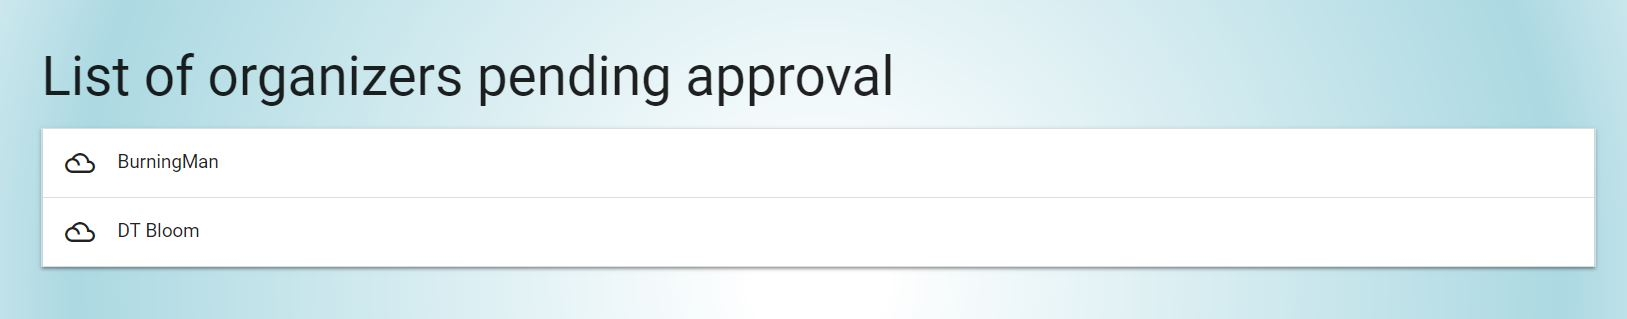 List of organizers pending approval
BurningMan
DT Bloom